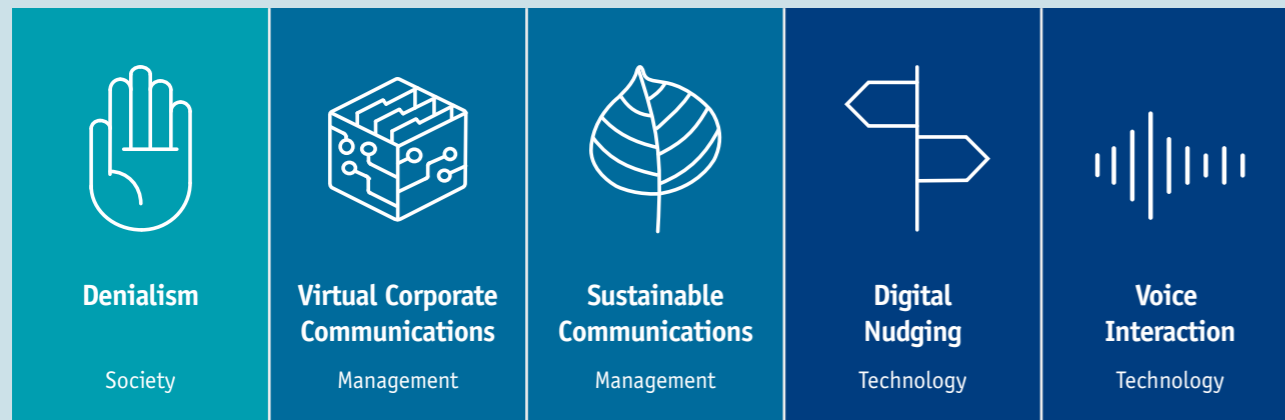 Denialism
Society
Virtual Corporate
Communications
Management
Sustainable
Communications
Management
Digital
Nudging
Technology
Voice
Interaction
Technology